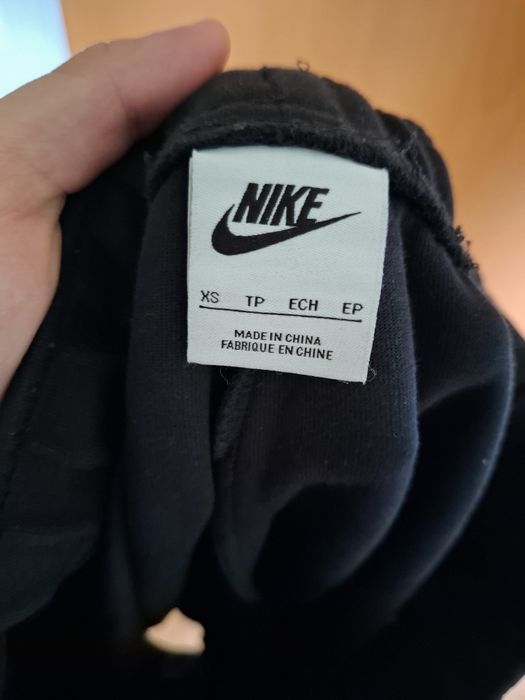 NIKE
XS TP ECH EP
MADE IN CHINA
FABRIQUE EN CHINE